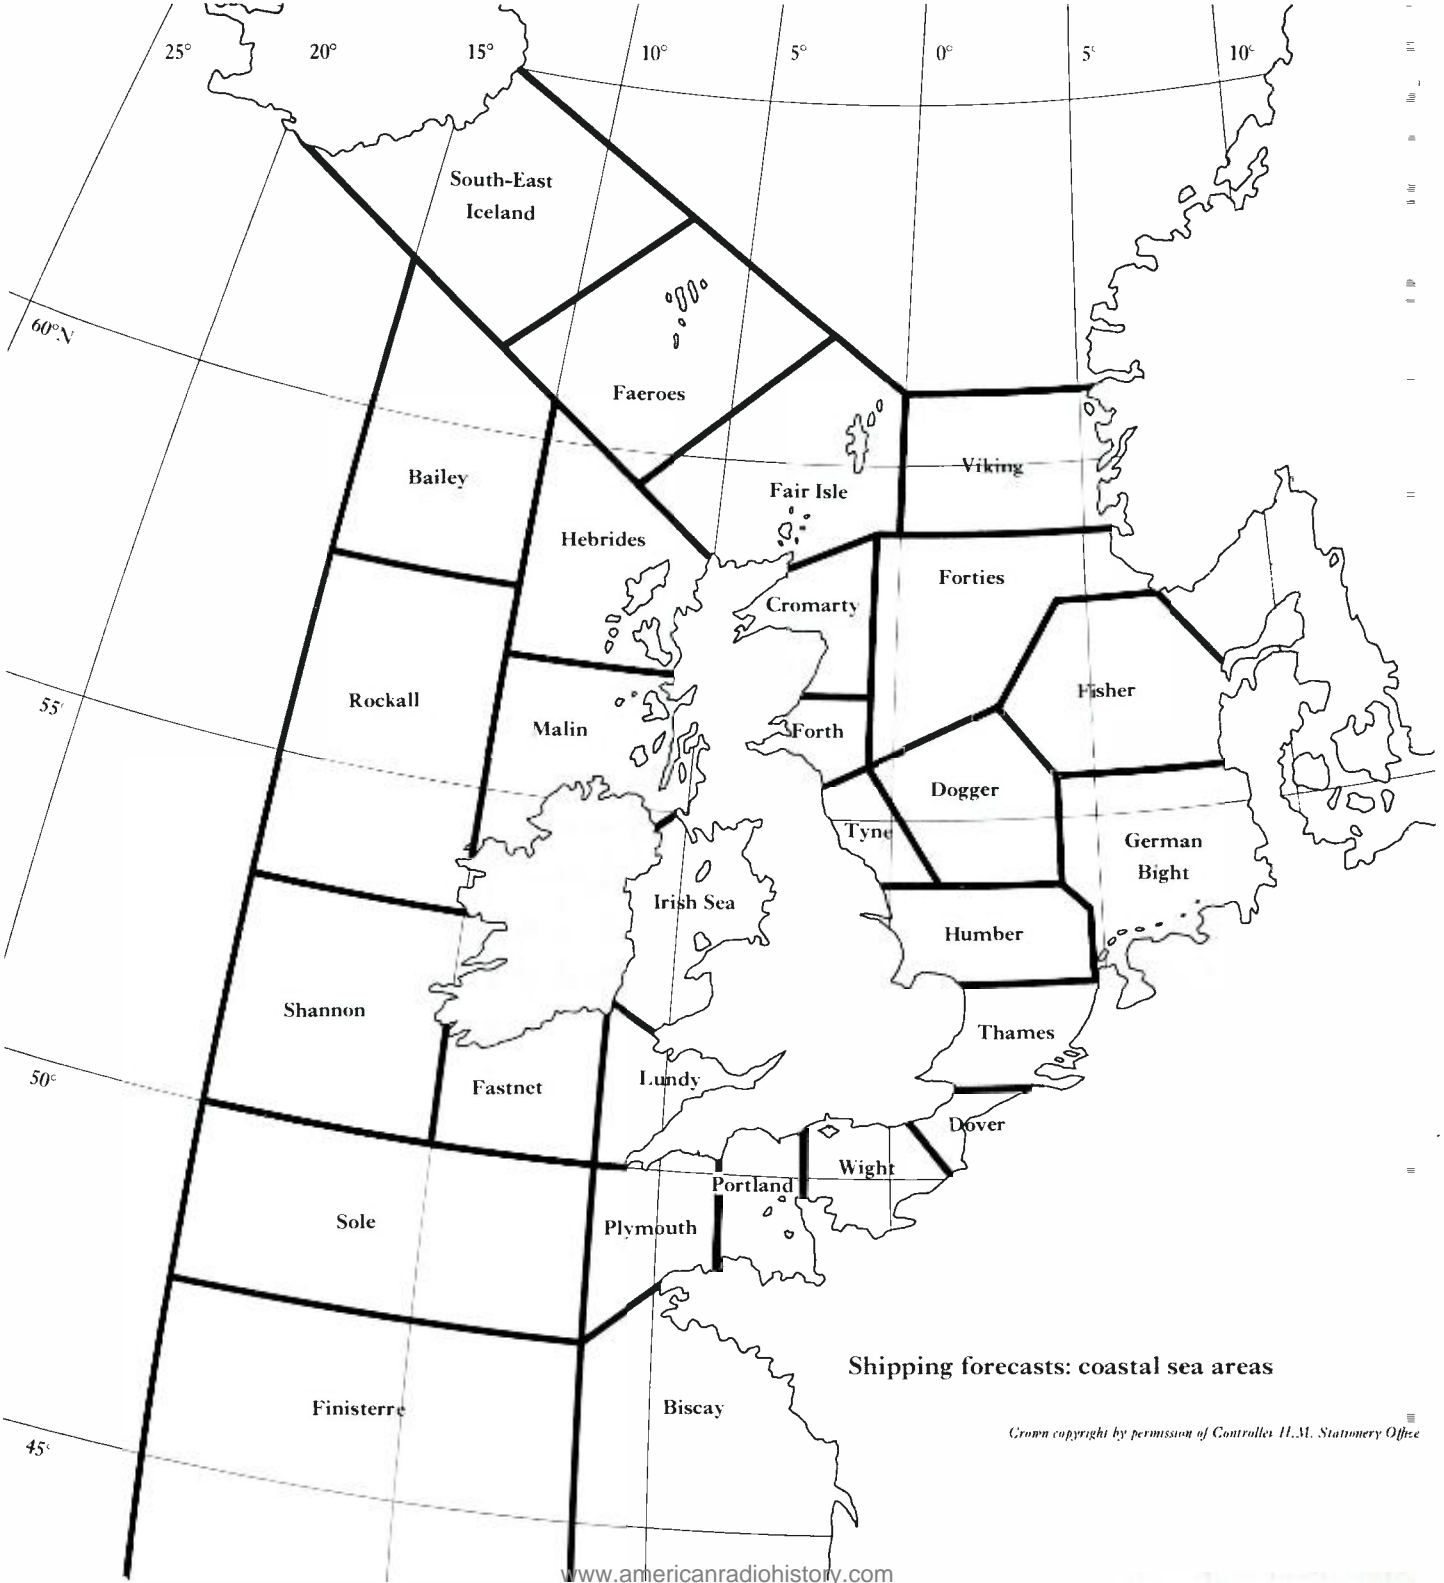 25° 20° 15° 10° 5° 0° 5° 10°
South-East
Iceland
60°N
Faeroes
Viking
Bailey
Fair Isle
Hebrides
Forties
Cromarty
Fisher
Rockall
55°
Malin
Forth
Dogger
Tyne
German
Bight
Irish Sea
Humber
Shannon
Thames
50°
Fastnet
Lundy
Dover
Wight
Portland
Sole
Plymouth
Shipping forecasts: coastal sea areas
Finisterre
Biscay
Crown copyright by permission of Controller H.M. Stationery Office
45°
www.americanradiohistory.com